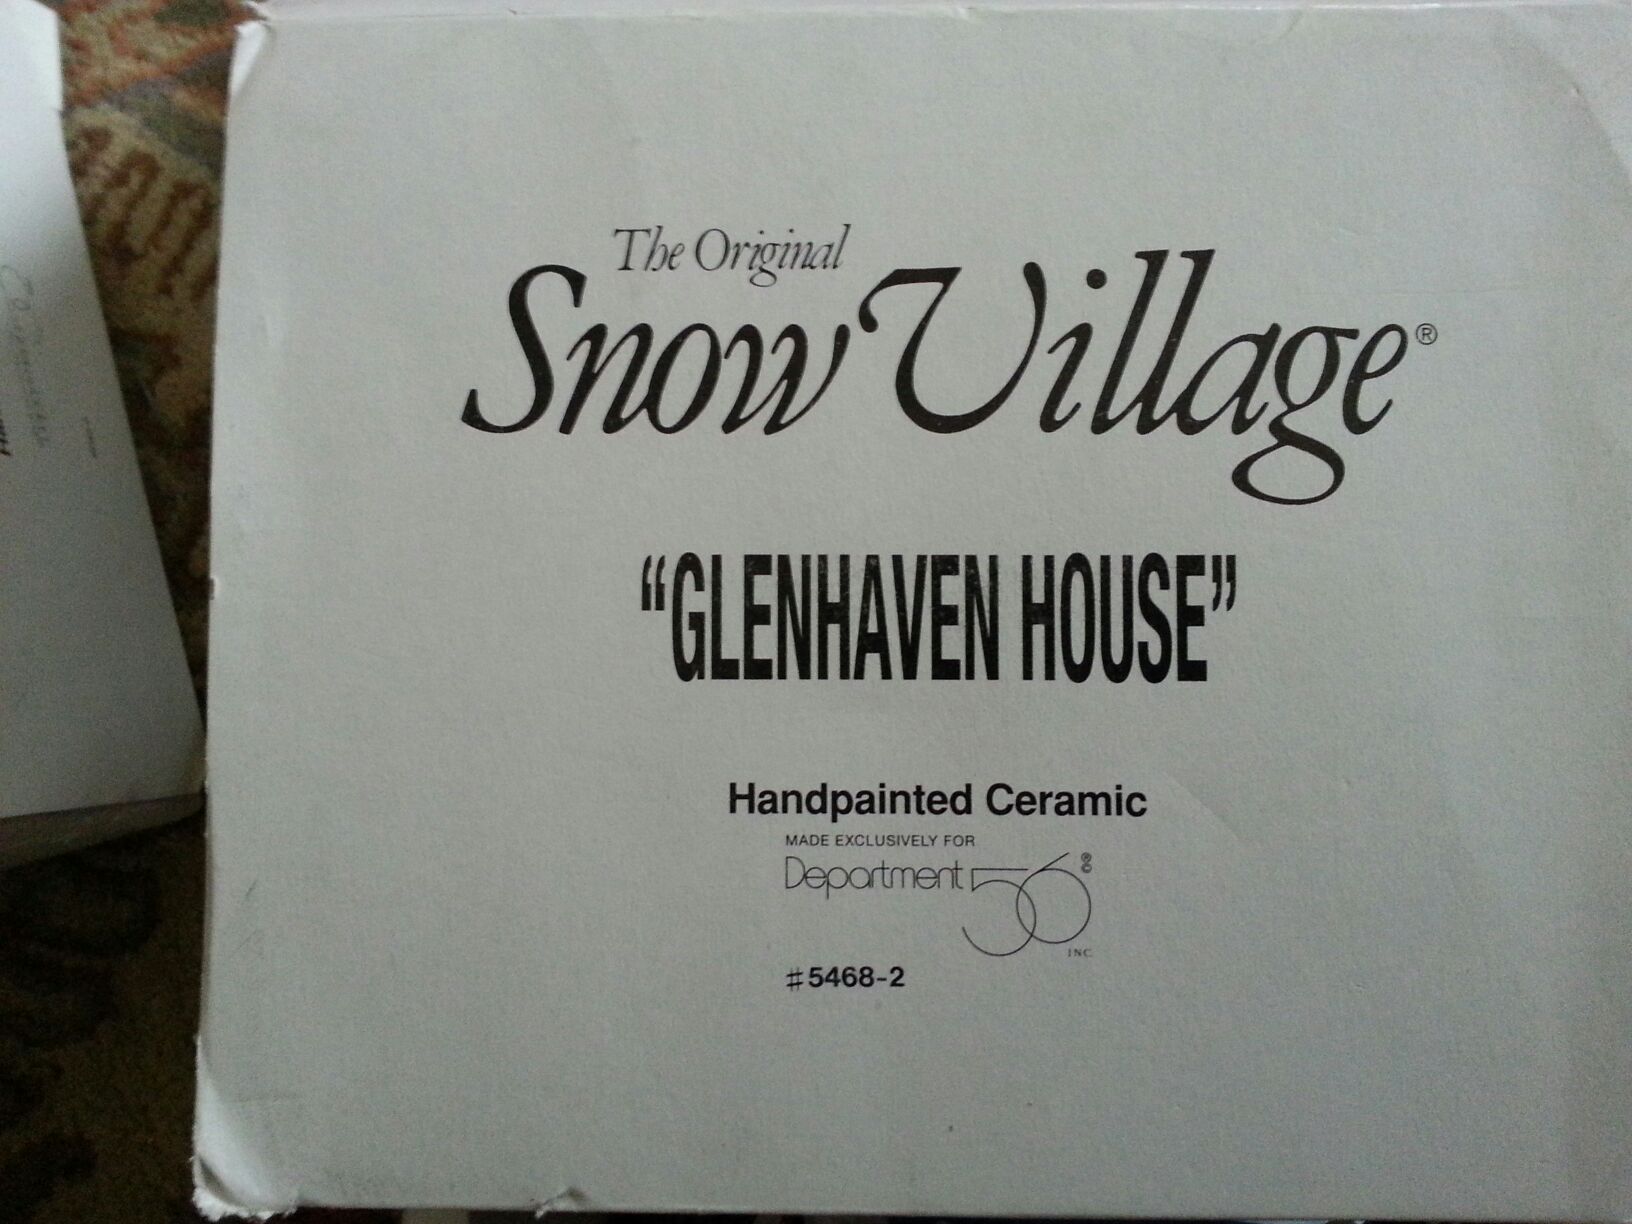 The Original
Snow Village®
"GLENHAVEN HOUSE"
Handpainted Ceramic
MADE EXCLUSIVELY FOR
Department 56®
INC
#5468-2